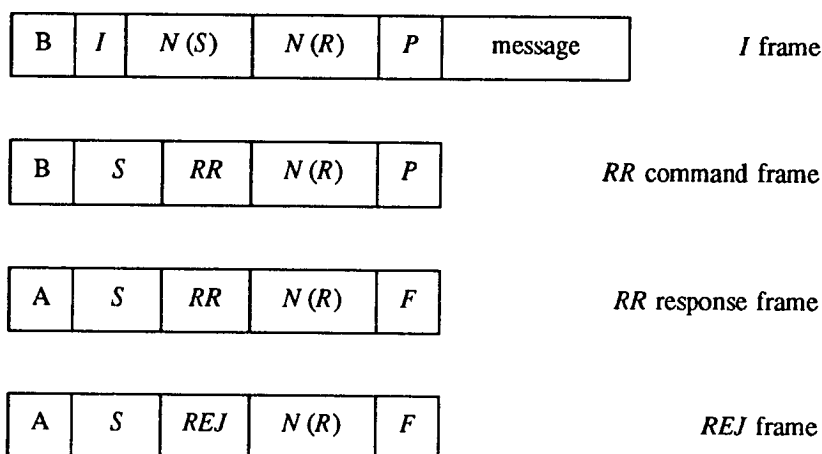 B I N (S) N (R) P message I frame
B S RR N (R) P RR command frame
A S RR N (R) F RR response frame
A S REJ N (R) F REJ frame